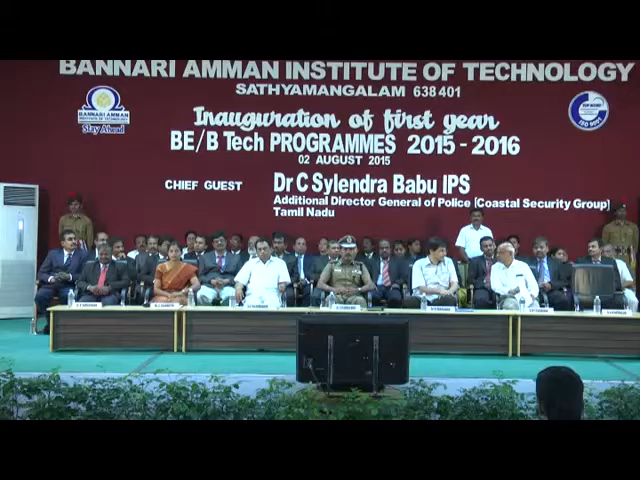 BANNARI AMMAN INSTITUTE OF TECHNOLOGY
SATHYAMANGALAM 638 401
BANNARI AMMAN
Stay Ahead
Inauguration of first year
BE/B Tech PROGRAMMES 2015 - 2016
02 AUGUST 2015
ISO 9001
CHIEF GUEST
Dr C Sylendra Babu IPS
Additional Director General of Police [Coastal Security Group]
Tamil Nadu